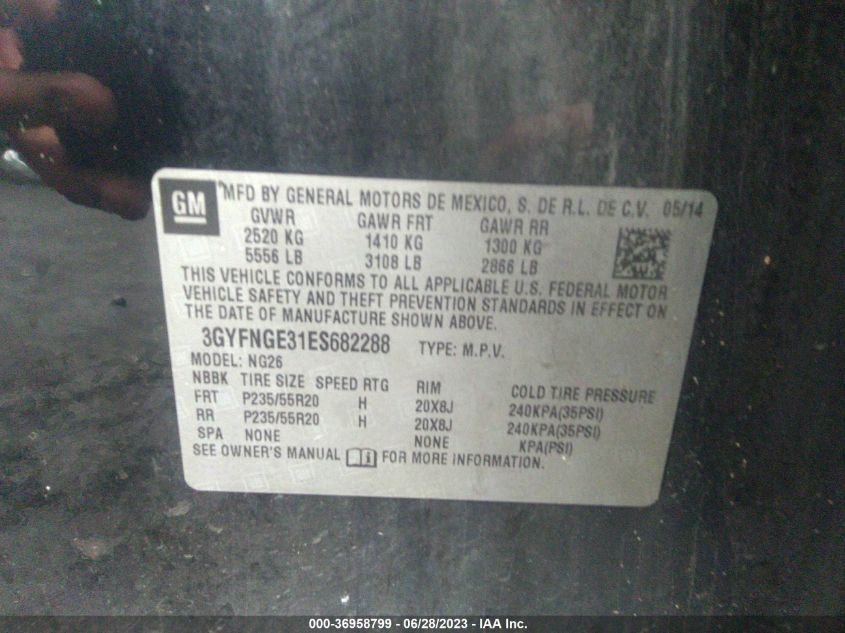 GM MFD BY GENERAL MOTORS DE MEXICO, S. DE R.L. DE C.V. 05/14
GVWR GAWR FRT GAWR RR
2520 KG 1410 KG 1300 KG
5556 LB 3108 LB 2866 LB
THIS VEHICLE CONFORMS TO ALL APPLICABLE U.S. FEDERAL MOTOR
VEHICLE SAFETY AND THEFT PREVENTION STANDARDS IN EFFECT ON
THE DATE OF MANUFACTURE SHOWN ABOVE.
3GYFNGE31ES682288 TYPE: M.P.V.
MODEL: NG26
NBBK TIRE SIZE SPEED RTG RIM COLD TIRE PRESSURE
FRT P235/55R20 H 20X8J 240KPA(35PSI)
RR P235/55R20 H 20X8J 240KPA(35PSI)
SPA NONE NONE KPA(PSI)
SEE OWNER'S MANUAL FOR MORE INFORMATION.
000-36958799 - 06/28/2023 - IAA Inc.